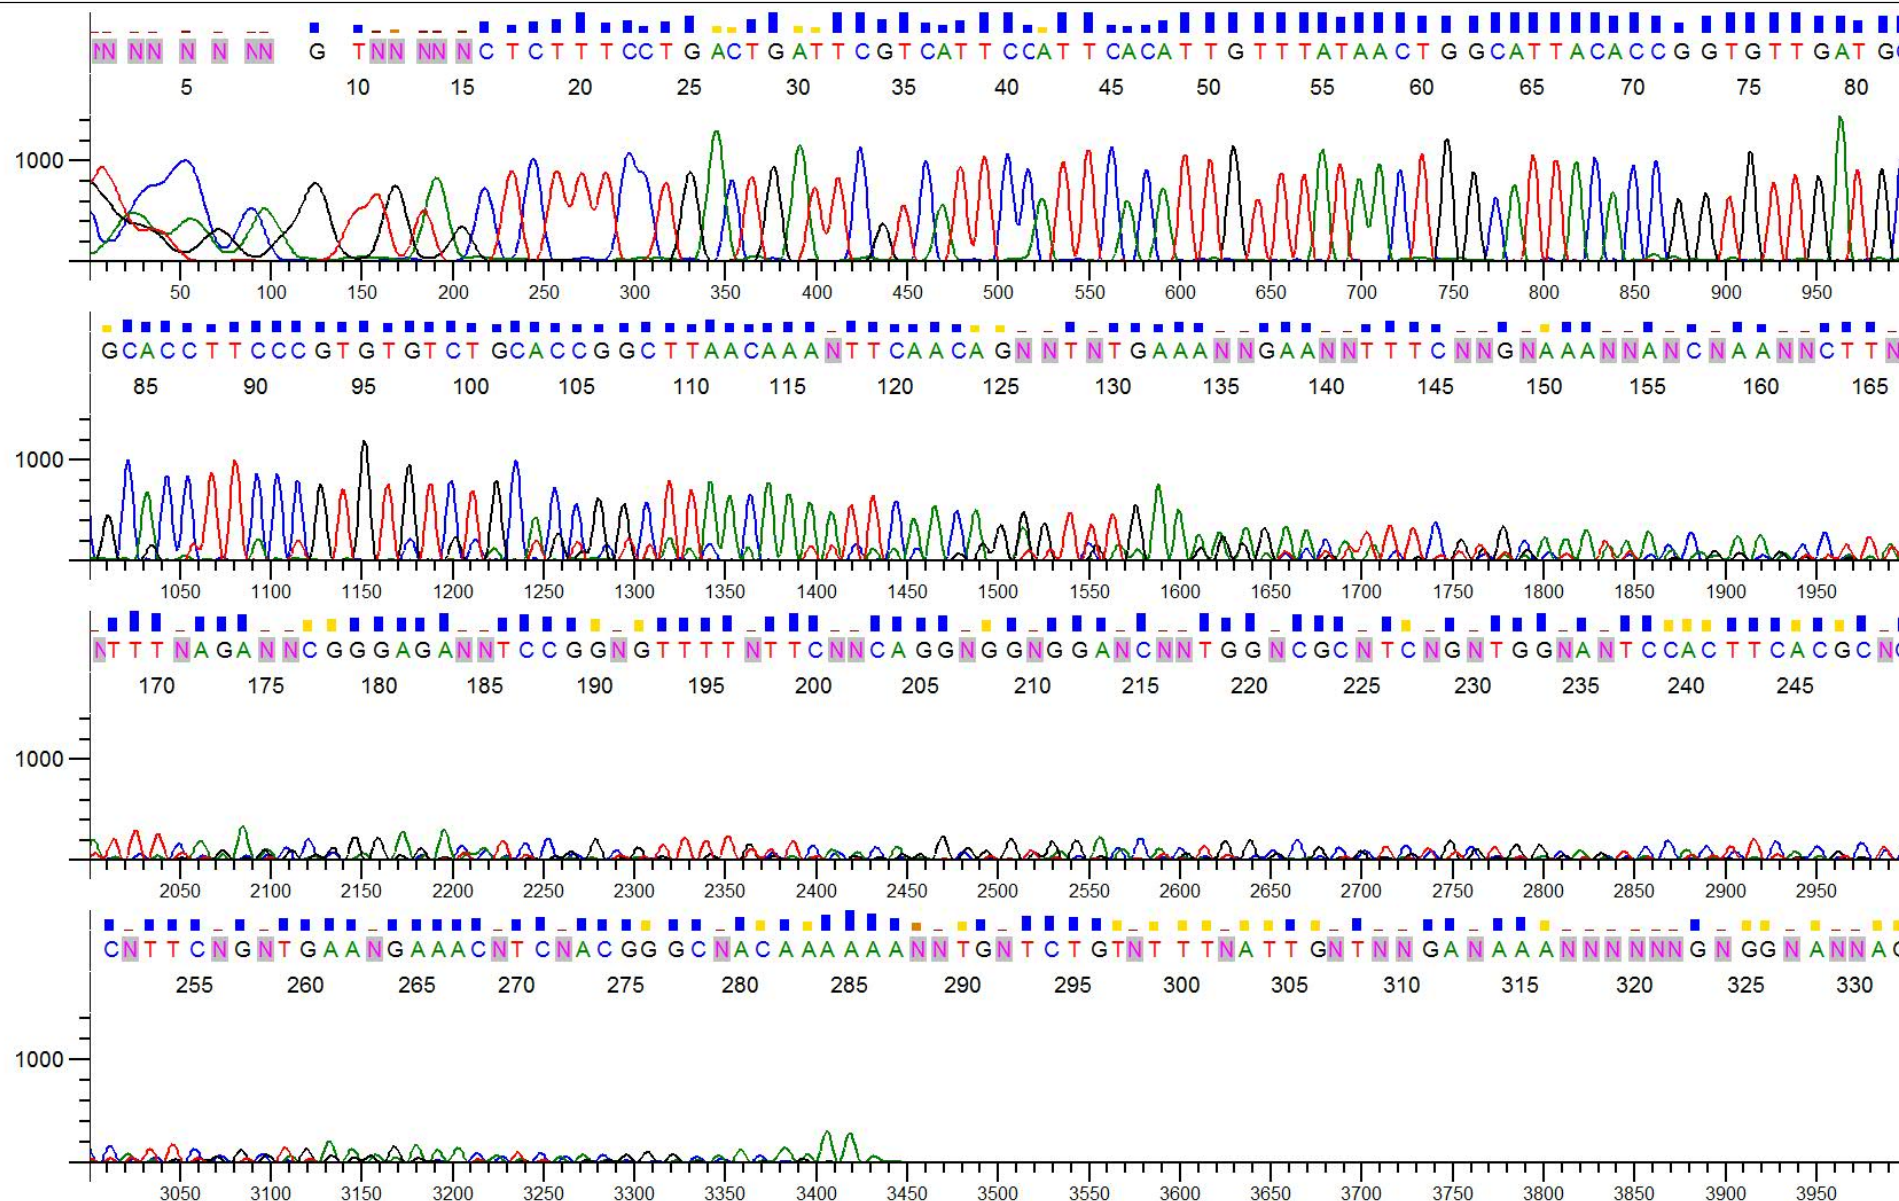 NN NN N N NN G TNN NN NC TCTTTCCTGACTGATTCGTCATTCCATTCACATTGTTTATAACTGGCATTACACCGGTGTTGATG
5 10 15 20 25 30 35 40 45 50 55 60 65 70 75 80
1000
50 100 150 200 250 300 350 400 450 500 550 600 650 700 750 800 850 900 950
GCACCTTCCCGTGTGTCTGCACCGGCTTAACAAANTTCAACAGNNTNTGAAANNGAANNTTTCNNGNAAANNANCNAANNCTTN
85 90 95 100 105 110 115 120 125 130 135 140 145 150 155 160 165
1000
1050 1100 1150 1200 1250 1300 1350 1400 1450 1500 1550 1600 1650 1700 1750 1800 1850 1900 1950
NTTTNAGANNCGGGAGANNTCCGGNGTTTTNTTCNNCAGGNGGNGGANCNNTGGNCGCNTCNGNTGGNANTCCACTTCACGCN
170 175 180 185 190 195 200 205 210 215 220 225 230 235 240 245
1000
2050 2100 2150 2200 2250 2300 2350 2400 2450 2500 2550 2600 2650 2700 2750 2800 2850 2900 2950
CNTTCNGNTGAANGAAACNTCNACGGGCNACAAAAAANNTGNTCTGTNTTTNATTGNTNNGANAAANNNNNNGNGGNANNA
255 260 265 270 275 280 285 290 295 300 305 310 315 320 325 330
1000
3050 3100 3150 3200 3250 3300 3350 3400 3450 3500 3550 3600 3650 3700 3750 3800 3850 3900 3950